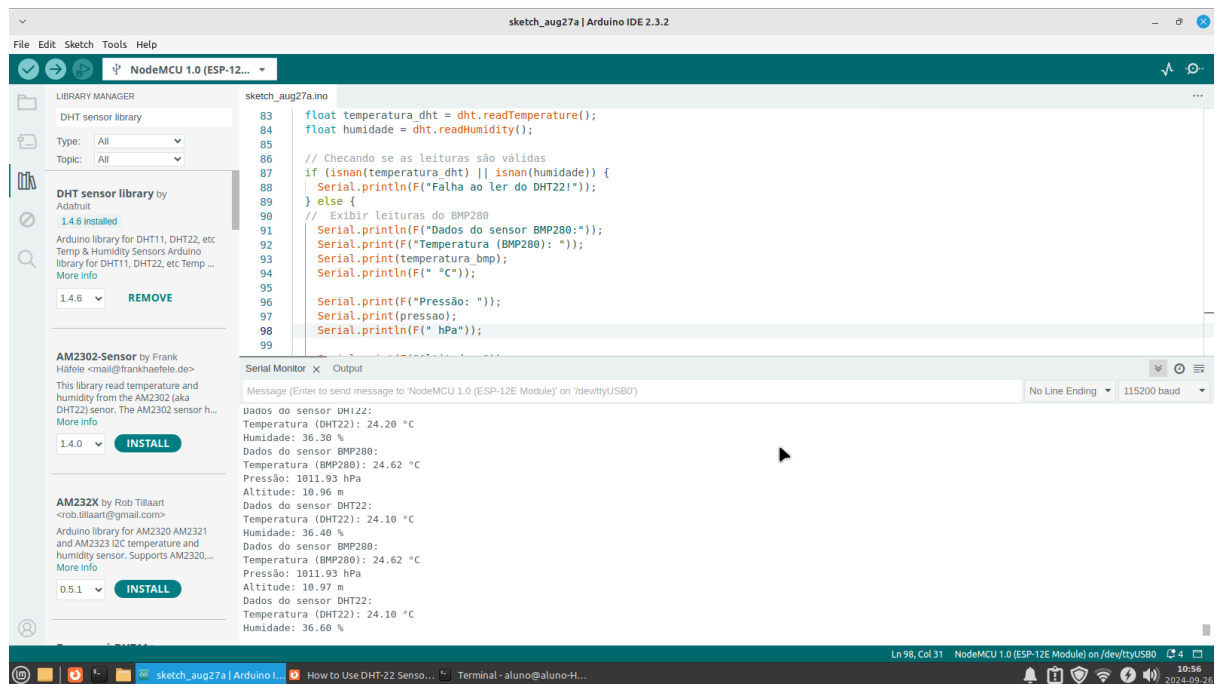 sketch_aug27a | Arduino IDE 2.3.2
File Edit Sketch Tools Help
NodeMCU 1.0 (ESP-12...
LIBRARY MANAGER
DHT sensor library
Type: All
Topic: All
DHT sensor library by
Adafruit
1.4.6 installed
Arduino library for DHT11, DHT22, etc
Temp & Humidity Sensors Arduino
library for DHT11, DHT22, etc Temp ...
More info
1.4.6 REMOVE
AM2302-Sensor by Frank
Häfele <mail@frankhaefele.de>
This library read temperature and
humidity from the AM2302 (aka
DHT22) senor. The AM2302 sensor h...
More info
1.4.0 INSTALL
AM232X by Rob Tillaart
<rob.tillaart@gmail.com>
Arduino library for AM2320 AM2321
and AM2323 I2C temperature and
humidity sensor. Supports AM2320,...
More info
0.5.1 INSTALL
sketch_aug27a.ino
83 float temperatura_dht = dht.readTemperature();
84 float humidade = dht.readHumidity();
85
86 // Checando se as leituras são válidas
87 if (isnan(temperatura_dht) || isnan(humidade)) {
88 Serial.println(F("Falha ao ler do DHT22!"));
89 } else {
90 // Exibir leituras do BMP280
91 Serial.println(F("Dados do sensor BMP280:"));
92 Serial.print(F("Temperatura (BMP280): "));
93 Serial.print(temperatura_bmp);
94 Serial.println(F(" °C"));
95
96 Serial.print(F("Pressão: "));
97 Serial.print(pressao);
98 Serial.println(F(" hPa"));
99
Serial Monitor x Output
Message (Enter to send message to 'NodeMCU 1.0 (ESP-12E Module)' on '/dev/ttyUSB0')
No Line Ending 115200 baud
Dados do sensor DHT22:
Temperatura (DHT22): 24.20 °C
Humidade: 36.30 %
Dados do sensor BMP280:
Temperatura (BMP280): 24.62 °C
Pressão: 1011.93 hPa
Altitude: 10.96 m
Dados do sensor DHT22:
Temperatura (DHT22): 24.10 °C
Humidade: 36.40 %
Dados do sensor BMP280:
Temperatura (BMP280): 24.62 °C
Pressão: 1011.93 hPa
Altitude: 10.97 m
Dados do sensor DHT22:
Temperatura (DHT22): 24.10 °C
Humidade: 36.60 %
Ln 98, Col 31 NodeMCU 1.0 (ESP-12E Module) on /dev/ttyUSB0 4
sketch_aug27a | Arduino I...
How to Use DHT-22 Senso...
Terminal - aluno@aluno-H...
10:56
2024-09-26